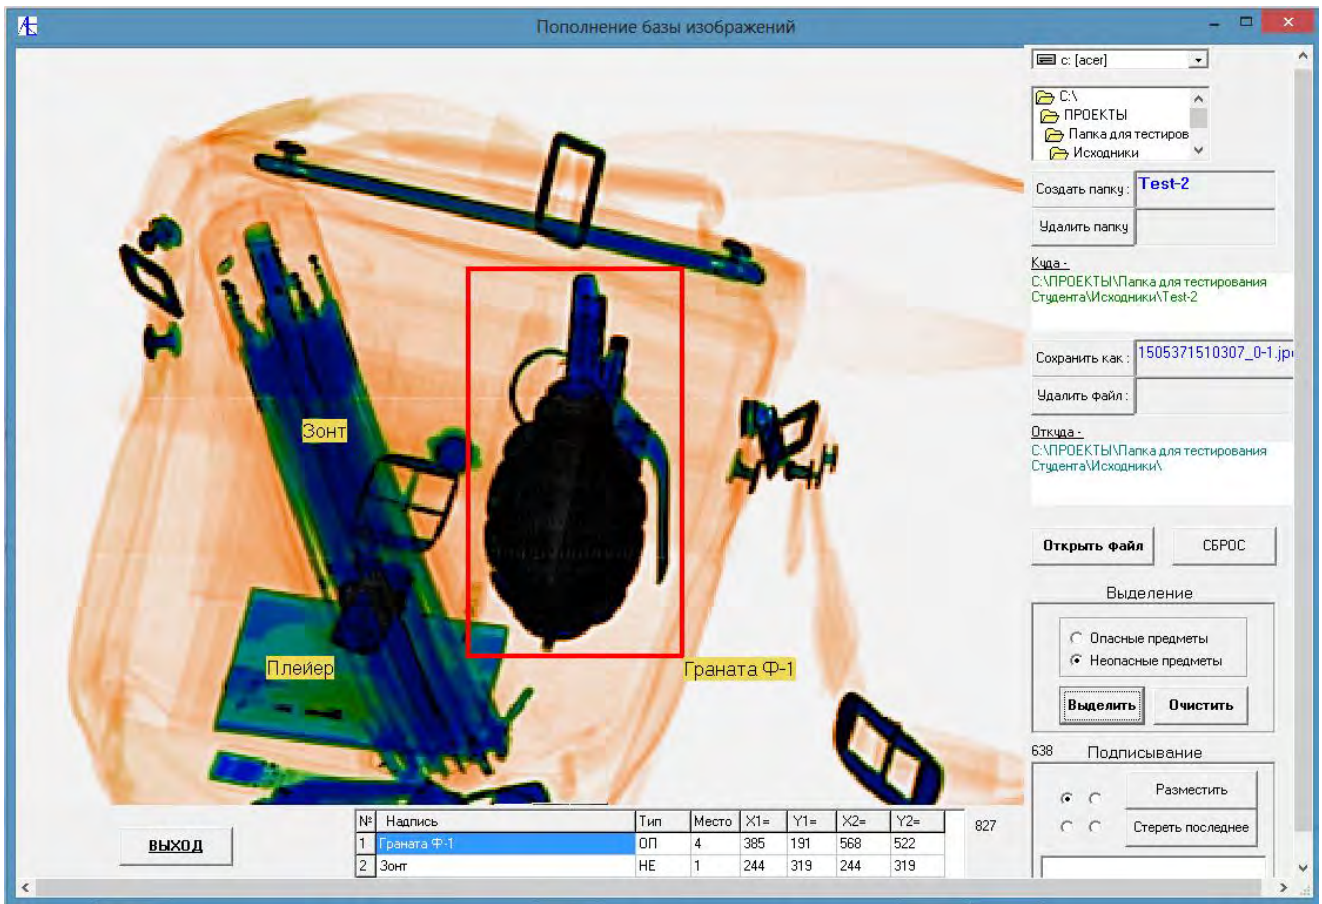 Пополнение базы изображений
c: [acer]
C:\
ПРОЕКТЫ
Папка для тестиров
Исходники
Создать папку :
Test-2
Удалить папку
Куда -
C:\ПРОЕКТЫ\Папка для тестирования
Студента\Исходники\Test-2
Сохранить как :
1505371510307_0-1.jp
Удалить файл :
Откуда -
C:\ПРОЕКТЫ\Папка для тестирования
Студента\Исходники\
Открыть файл
СБРОС
Выделение
Опасные предметы
Неопасные предметы
Выделить
Очистить
638
Подписывание
Разместить
Стереть последнее
Зонт
Плейер
Граната Ф-1
ВЫХОД
№ Надпись Тип Место X1= Y1= X2= Y2=
1 Граната Ф-1 ОП 4 385 191 568 522
2 Зонт НЕ 1 244 319 244 319
827